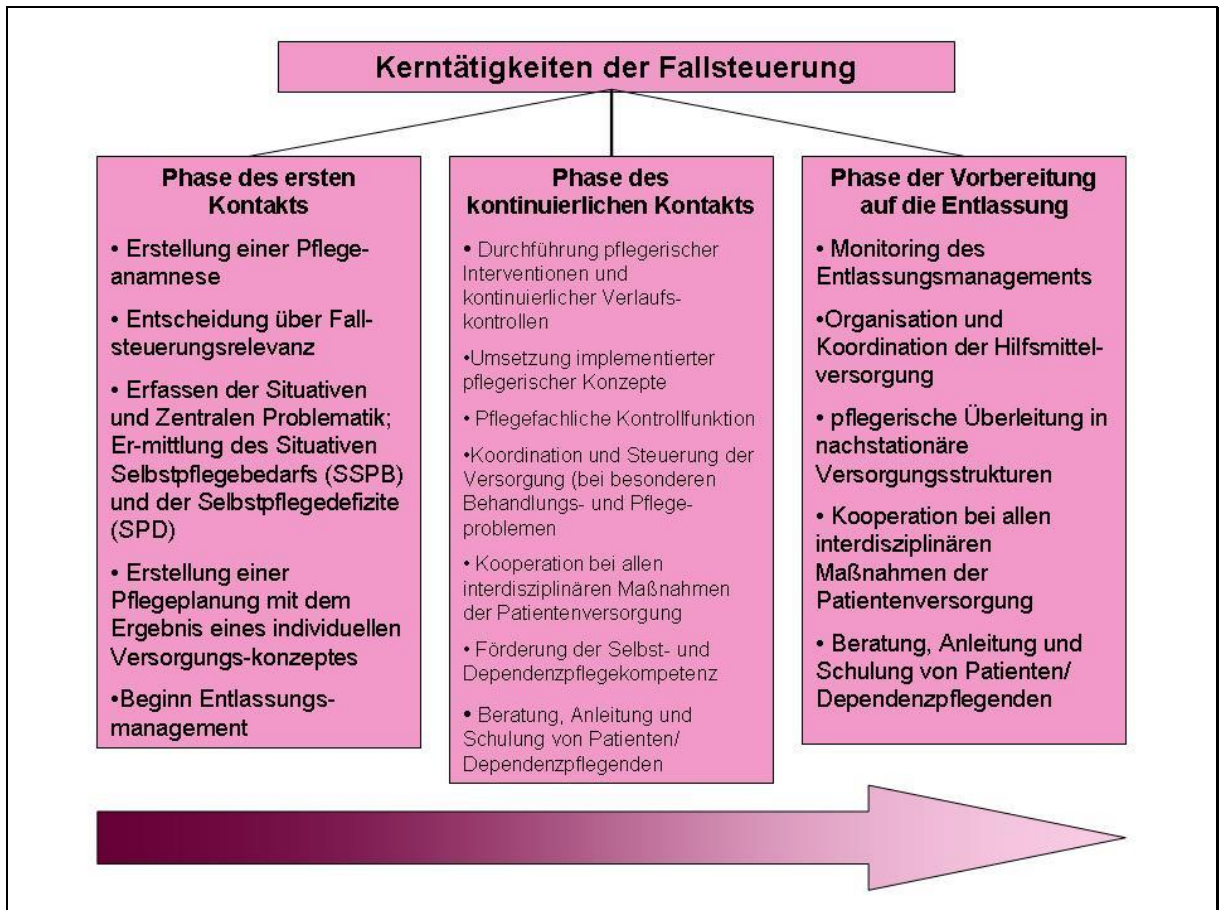 Kerntätigkeiten der Fallsteuerung
Phase des ersten
Kontakts
• Erstellung einer Pflege-
anamnese
• Entscheidung über Fall-
steuerungsrelevanz
• Erfassen der Situativen
und Zentralen Problematik;
Er-mittlung des Situativen
Selbstpflegebedarfs (SSPB)
und der Selbstpflegedefizite
(SPD)
• Erstellung einer
Pflegeplanung mit dem
Ergebnis eines individuellen
Versorgungs-konzeptes
•Beginn Entlassungs-
management
Phase des
kontinuierlichen Kontakts
• Durchführung pflegerischer
Interventionen und
kontinuierlicher Verlaufs-
kontrollen
•Umsetzung implementierter
pflegerischer Konzepte
• Pflegefachliche Kontrollfunktion
•Koordination und Steuerung der
Versorgung (bei besonderen
Behandlungs- und Pflege-
problemen
• Kooperation bei allen
interdisziplinären Maßnahmen
der Patientenversorgung
• Förderung der Selbst- und
Dependenzpflegekompetenz
• Beratung, Anleitung und
Schulung von Patienten/
Dependenzpflegenden
Phase der Vorbereitung
auf die Entlassung
• Monitoring des
Entlassungsmanagements
•Organisation und
Koordination der Hilfsmittel-
versorgung
• pflegerische Überleitung in
nachstationäre
Versorgungsstrukturen
• Kooperation bei allen
interdisziplinären
Maßnahmen der
Patientenversorgung
• Beratung, Anleitung und
Schulung von Patienten/
Dependenzpflegenden